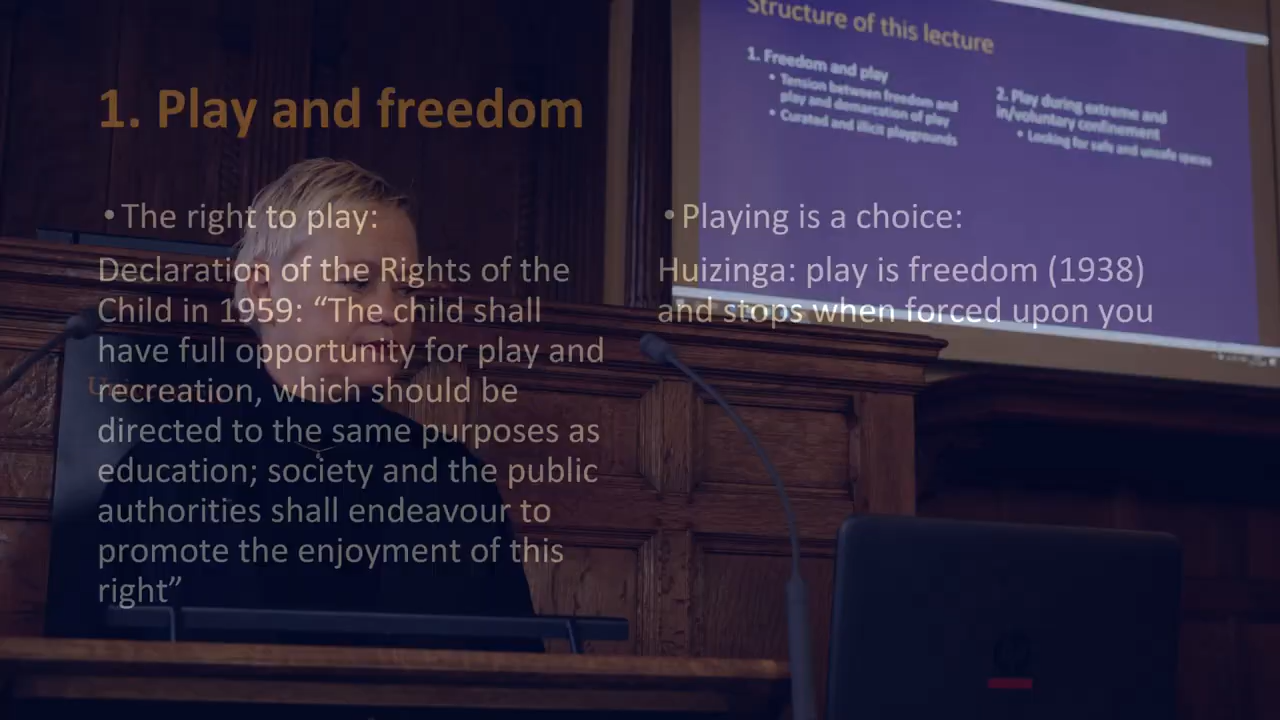 Structure of this lecture
1. Freedom and play
• Tension between freedom and
play and demarcation of play
• Curated and illicit playgrounds
2. Play during extreme and
in/voluntary confinement
• Looking for safe and unsafe spaces
1. Play and freedom
• The right to play:
Declaration of the Rights of the
Child in 1959: “The child shall
have full opportunity for play and
recreation, which should be
directed to the same purposes as
education; society and the public
authorities shall endeavour to
promote the enjoyment of this
right”
• Playing is a choice:
Huizinga: play is freedom (1938)
and stops when forced upon you
hp